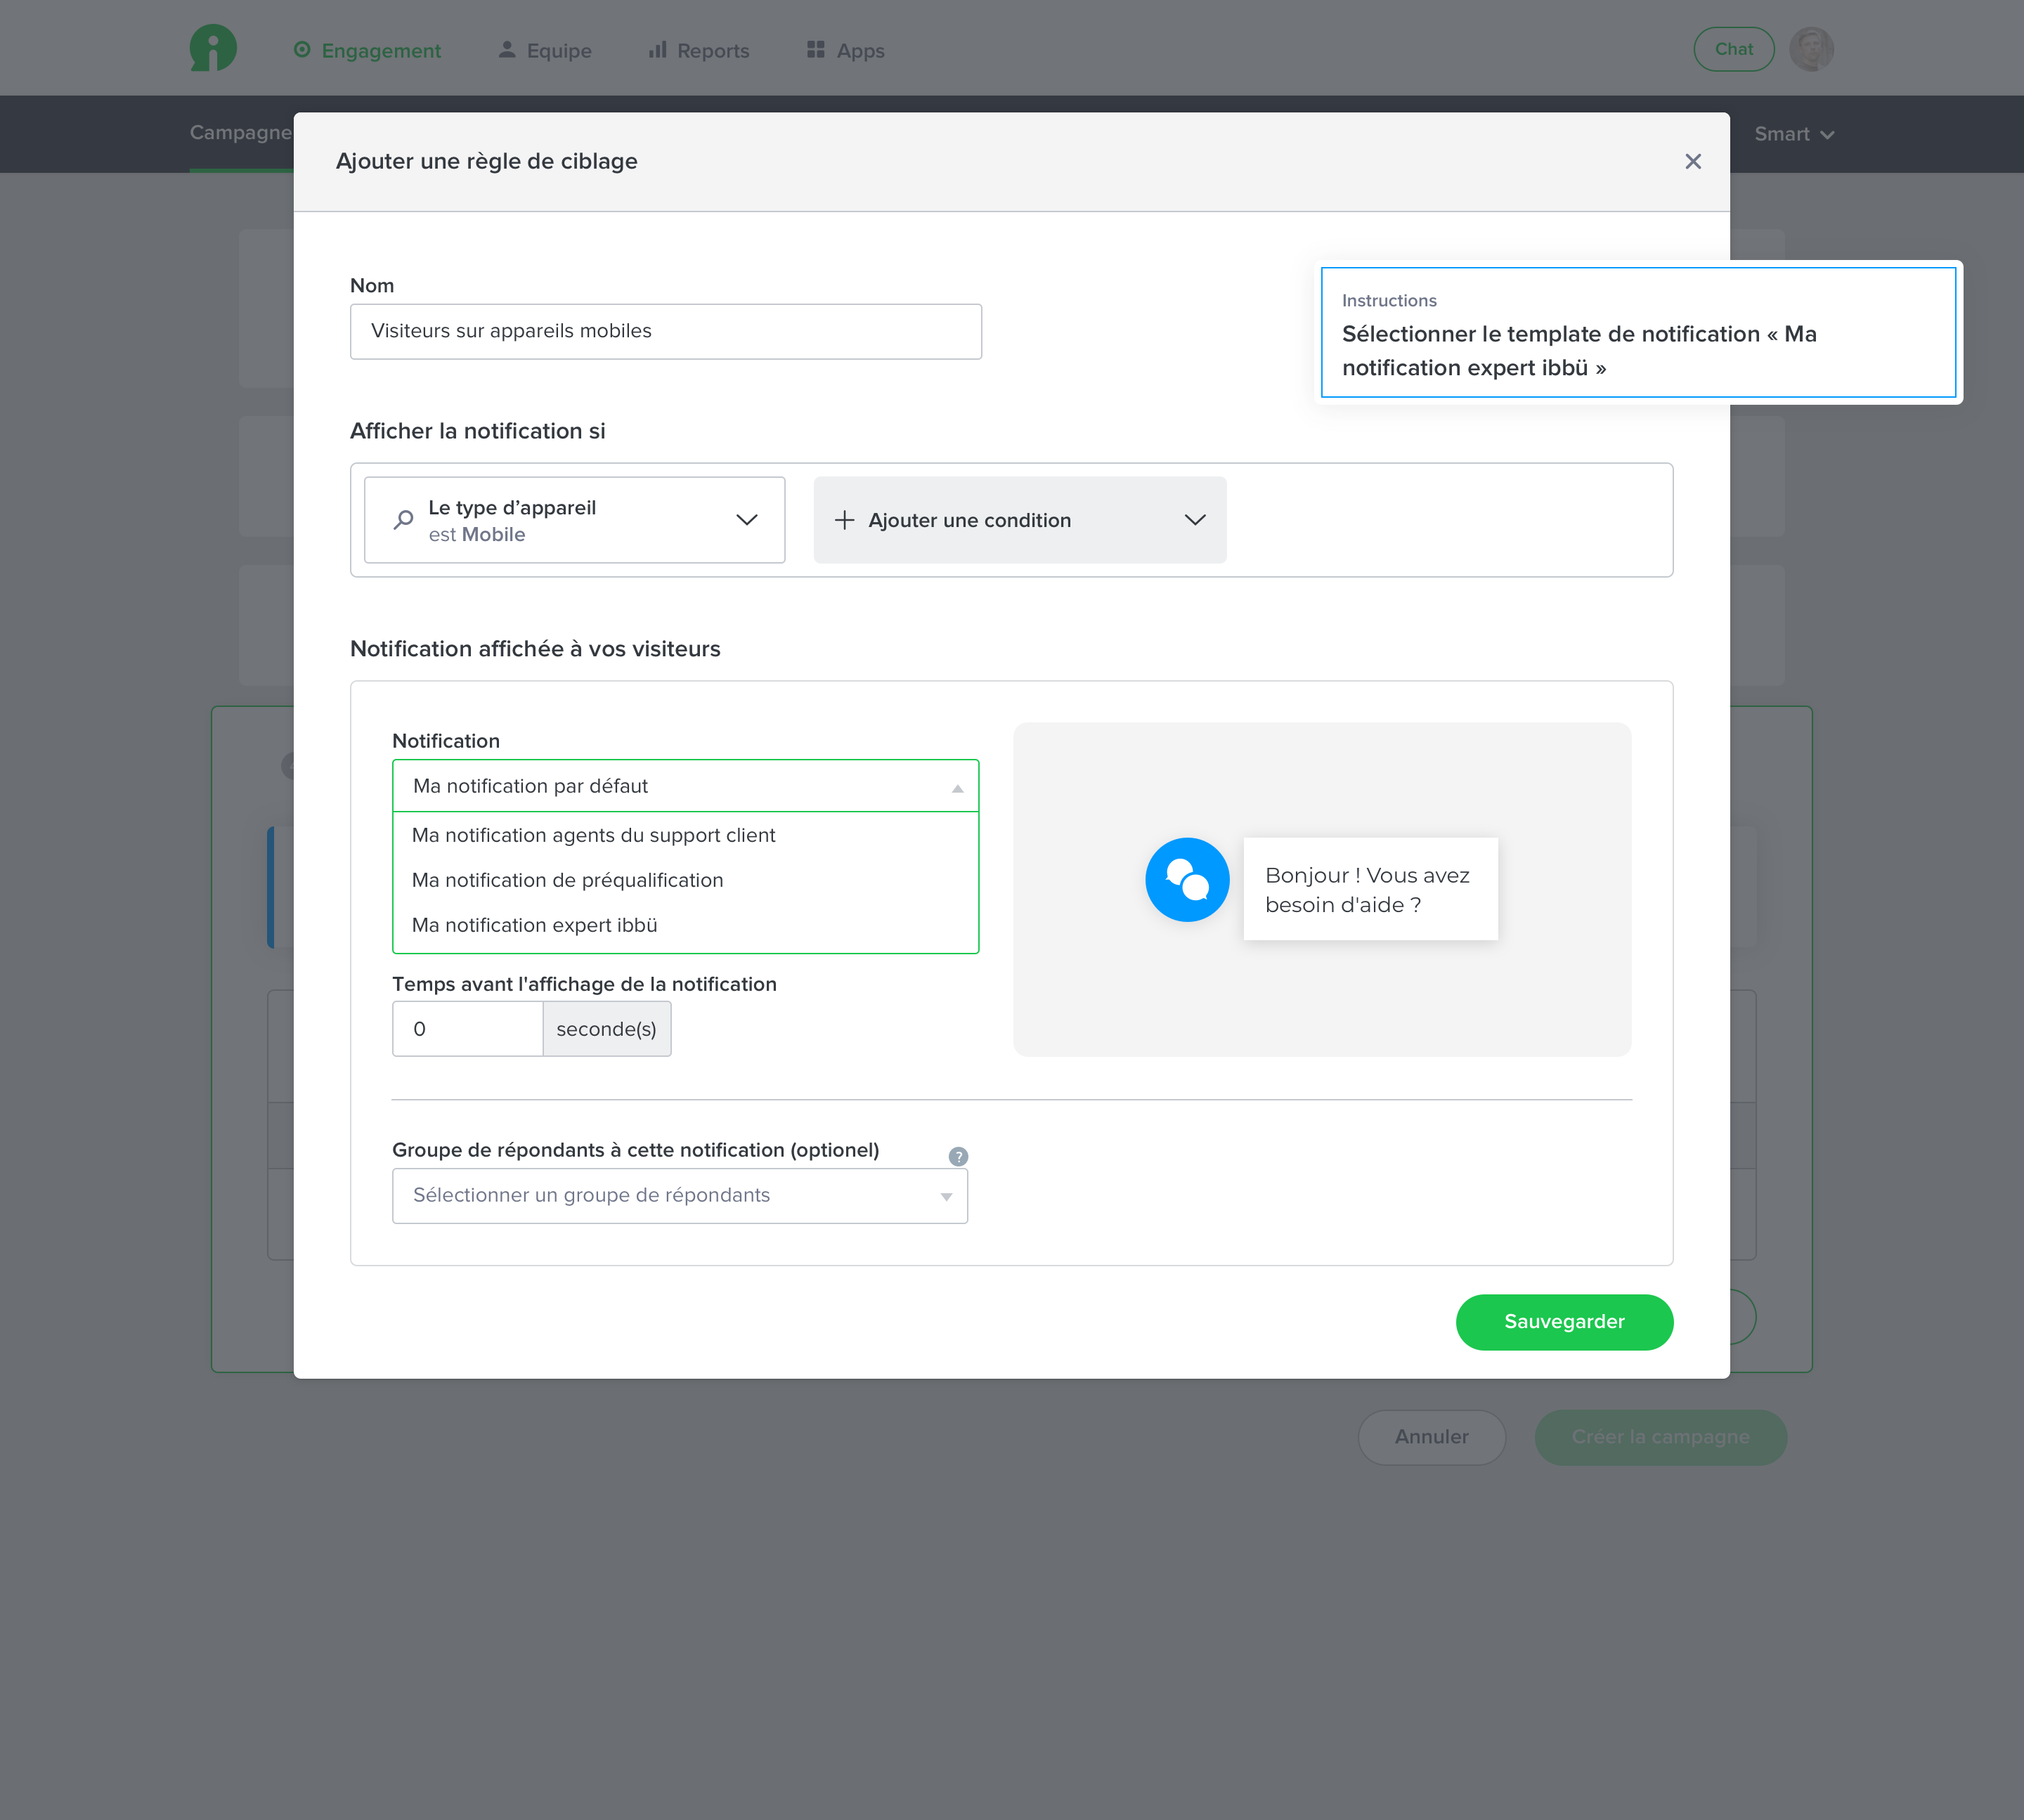 Engagement
Equipe
Reports
Apps
Chat
Campagne
Smart
Ajouter une règle de ciblage
Nom
Visiteurs sur appareils mobiles
Instructions
Sélectionner le template de notification « Ma
notification expert ibbü »
Afficher la notification si
Le type d’appareil
est Mobile
Ajouter une condition
Notification affichée à vos visiteurs
Notification
Ma notification par défaut
Ma notification agents du support client
Ma notification de préqualification
Ma notification expert ibbü
Bonjour ! Vous avez
besoin d'aide ?
Temps avant l'affichage de la notification
0
seconde(s)
Groupe de répondants à cette notification (optionel)
?
Sélectionner un groupe de répondants
Sauvegarder
Annuler
Créer la campagne